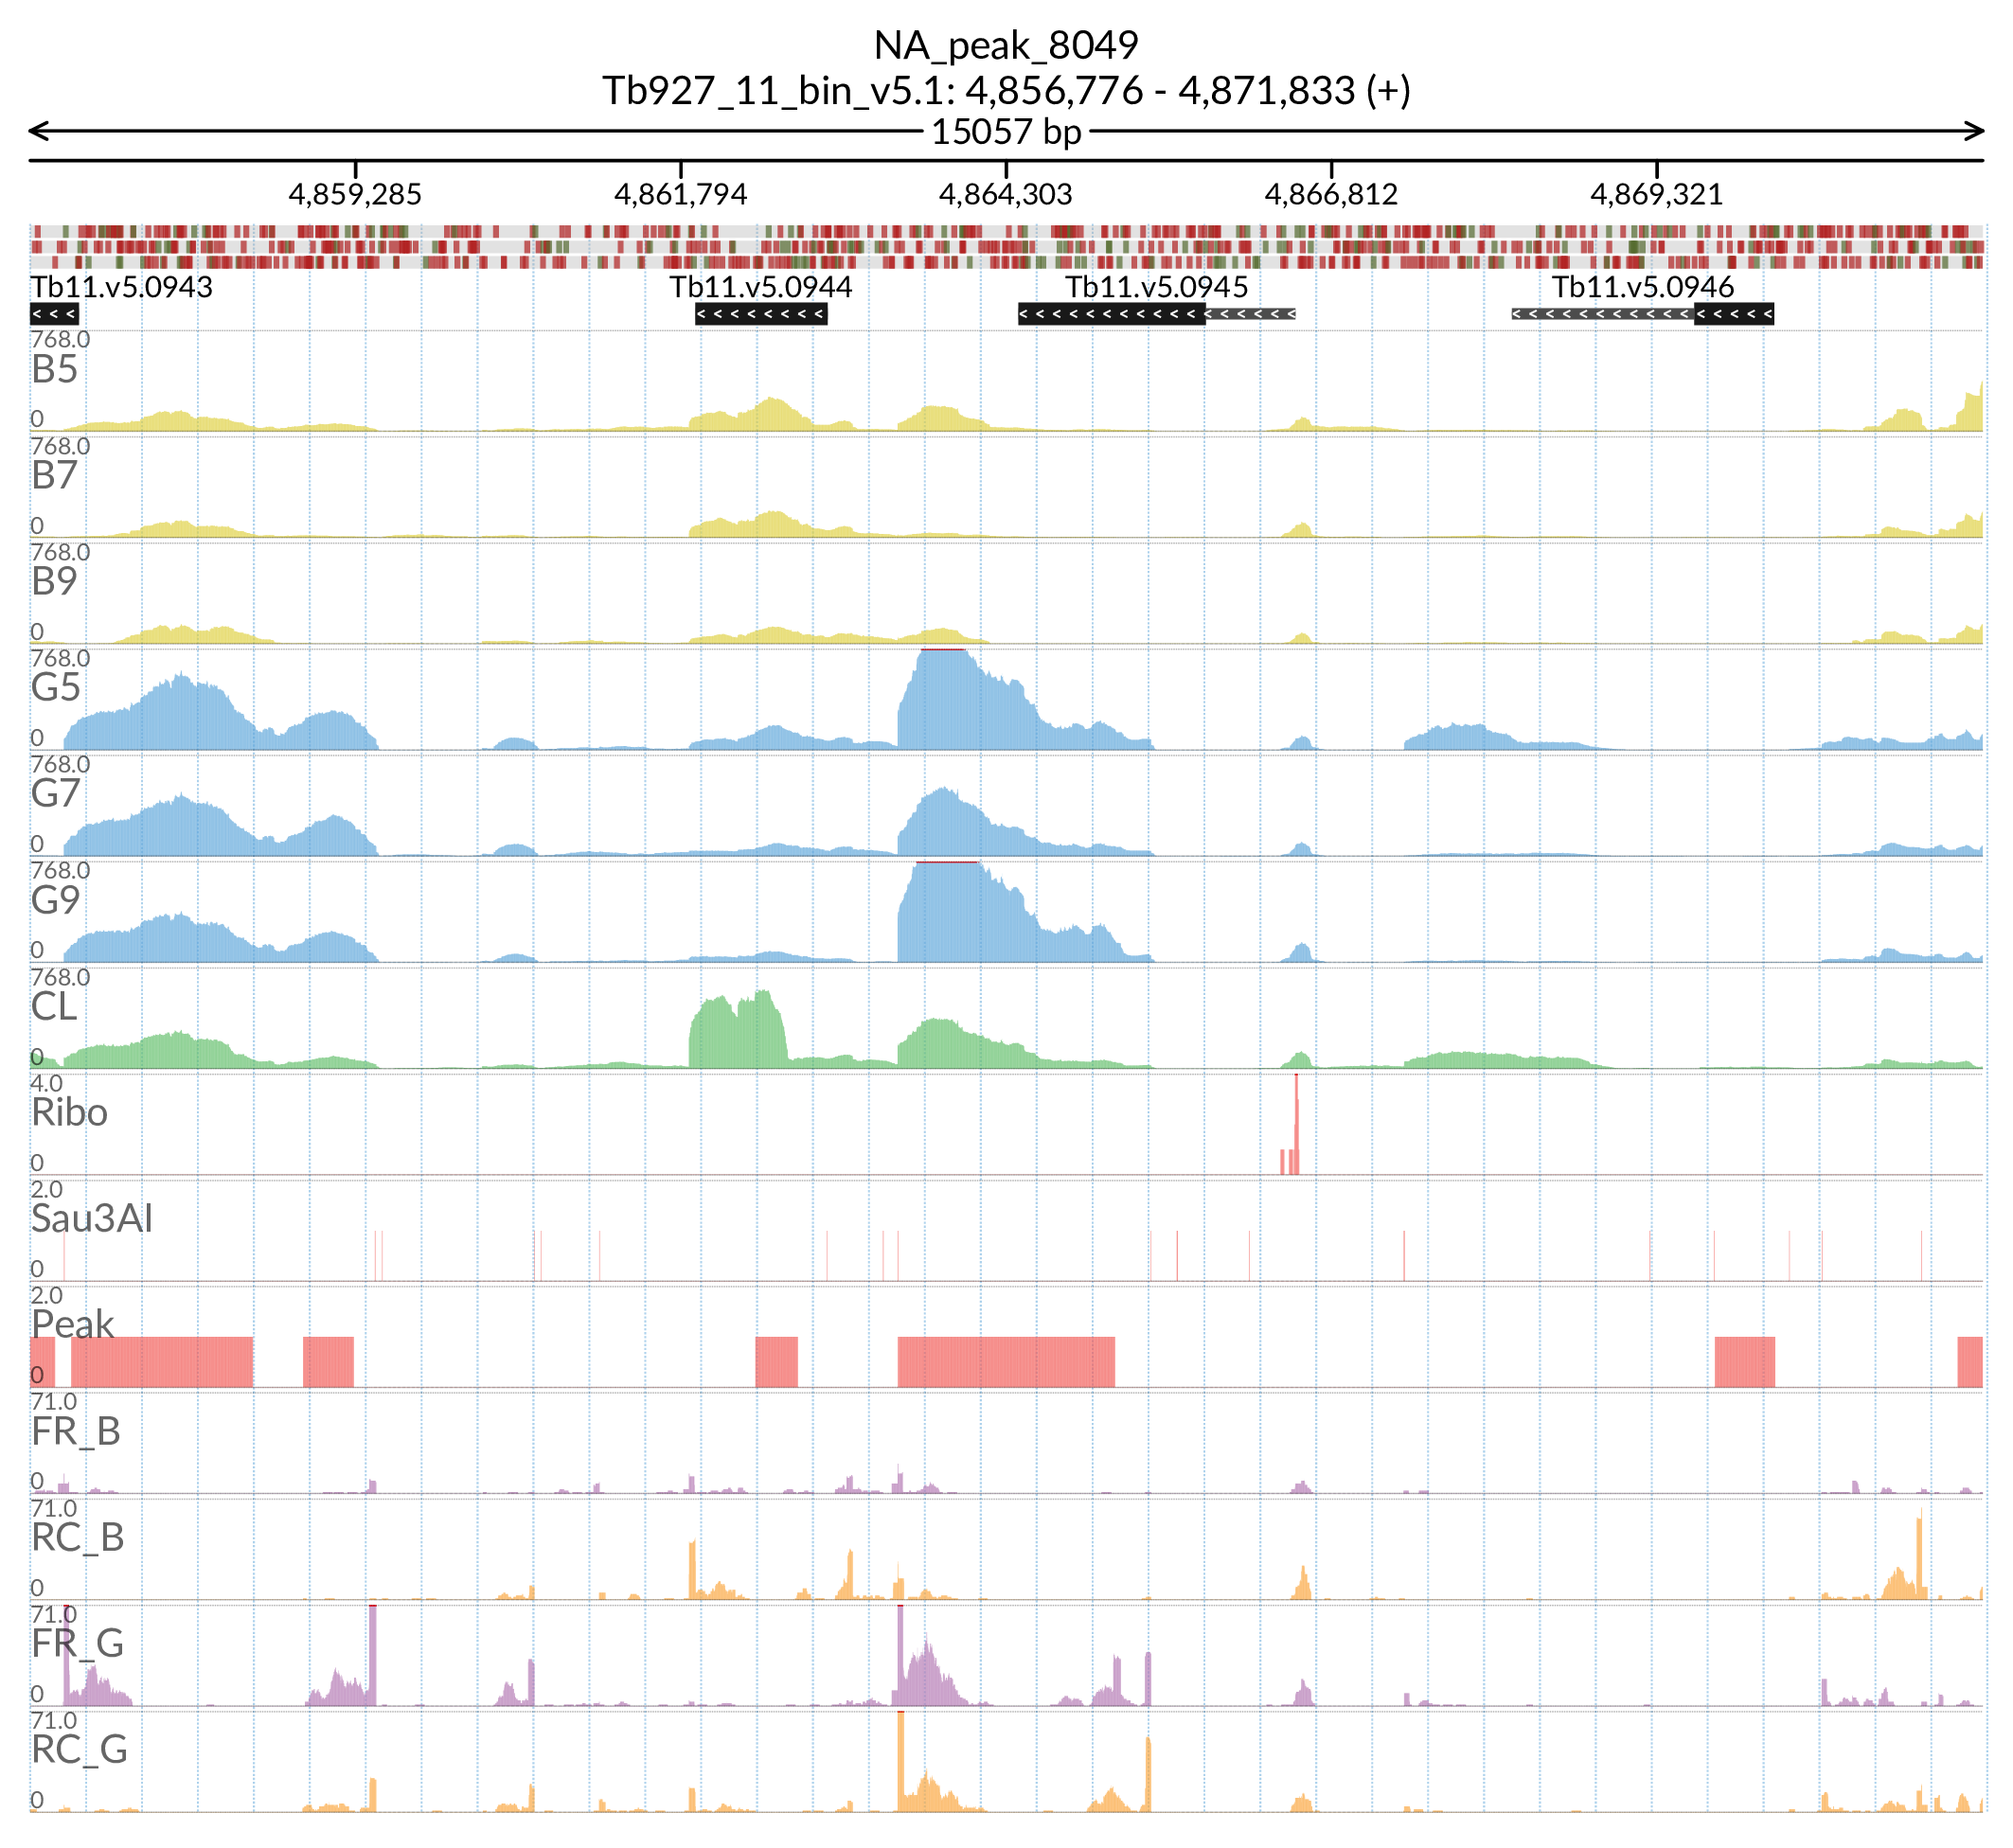 NA_peak_8049
Tb927_11_bin_v5.1: 4,856,776 - 4,871,833 (+)
15057 bp
4,859,285 4,861,794 4,864,303 4,866,812 4,869,321
Tb11.v5.0943 Tb11.v5.0944 Tb11.v5.0945 Tb11.v5.0946
768.0
B5
0
768.0
B7
0
768.0
B9
0
768.0
G5
0
768.0
G7
0
768.0
G9
0
768.0
CL
0
4.0
Ribo
0
2.0
Sau3AI
0
2.0
Peak
0
71.0
FR_B
0
71.0
RC_B
0
71.0
FR_G
0
71.0
RC_G
0